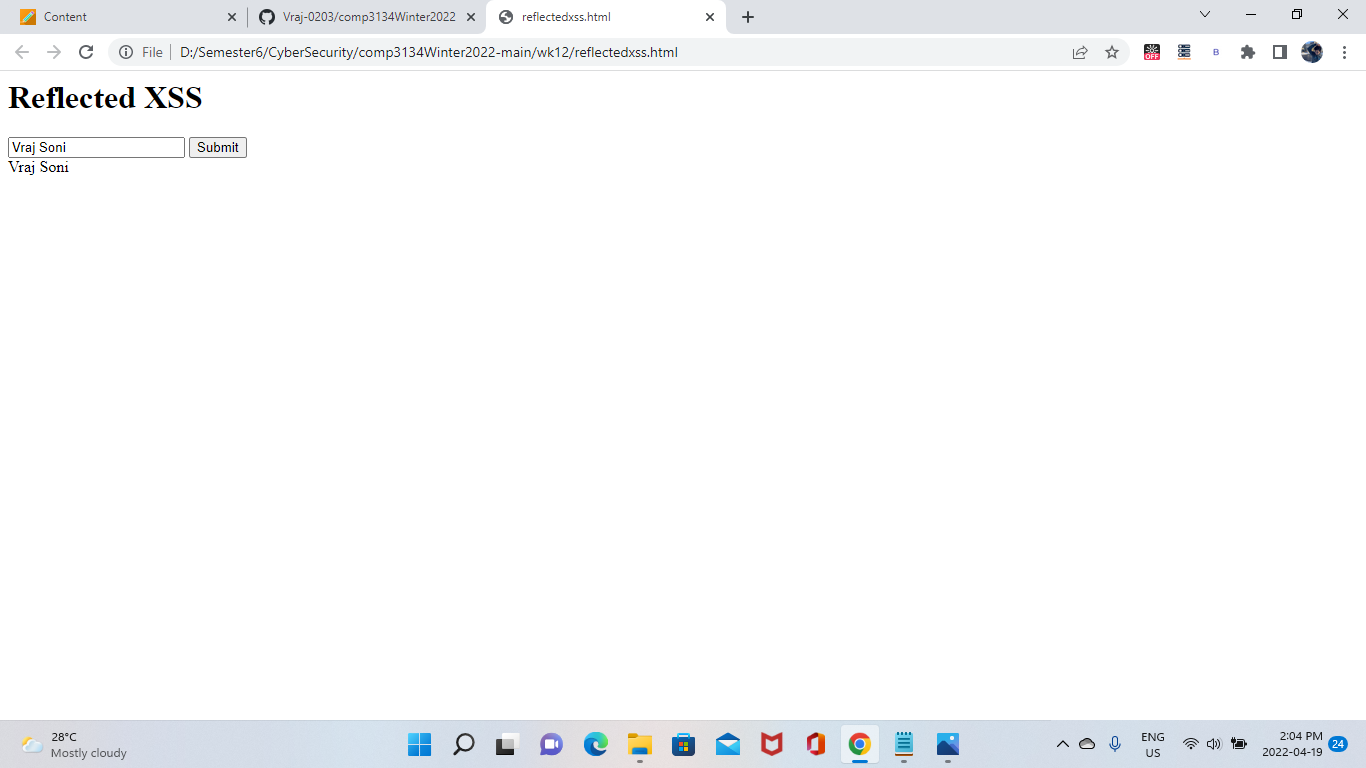 Content
Vraj-0203/comp3134Winter2022
reflectedxss.html
File
D:/Semester6/CyberSecurity/comp3134Winter2022-main/wk12/reflectedxss.html
OFF
B
Reflected XSS
Vraj Soni
Submit
Vraj Soni
28°C
Mostly cloudy
ENG
US
2:04 PM
2022-04-19
24